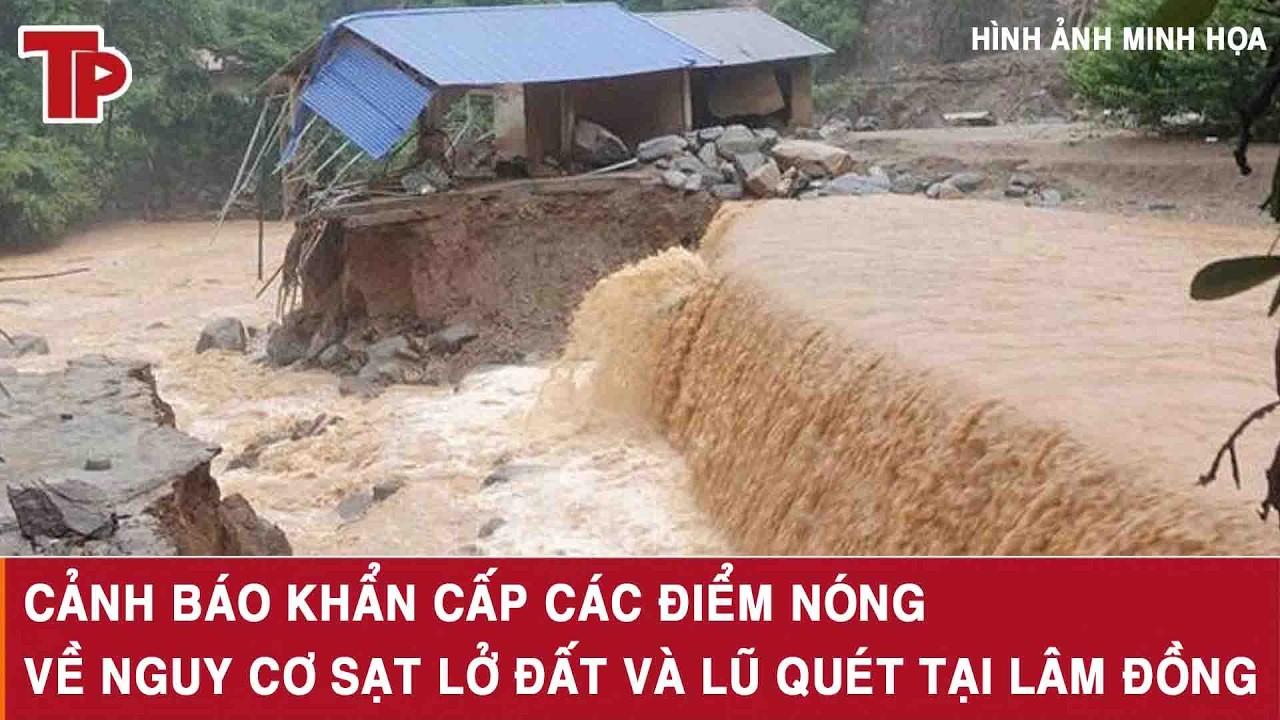 TP
HÌNH ẢNH MINH HỌA
CẢNH BÁO KHẨN CẤP CÁC ĐIỂM NÓNG
VỀ NGUY CƠ SẠT LỞ ĐẤT VÀ LŨ QUÉT TẠI LÂM ĐỒNG